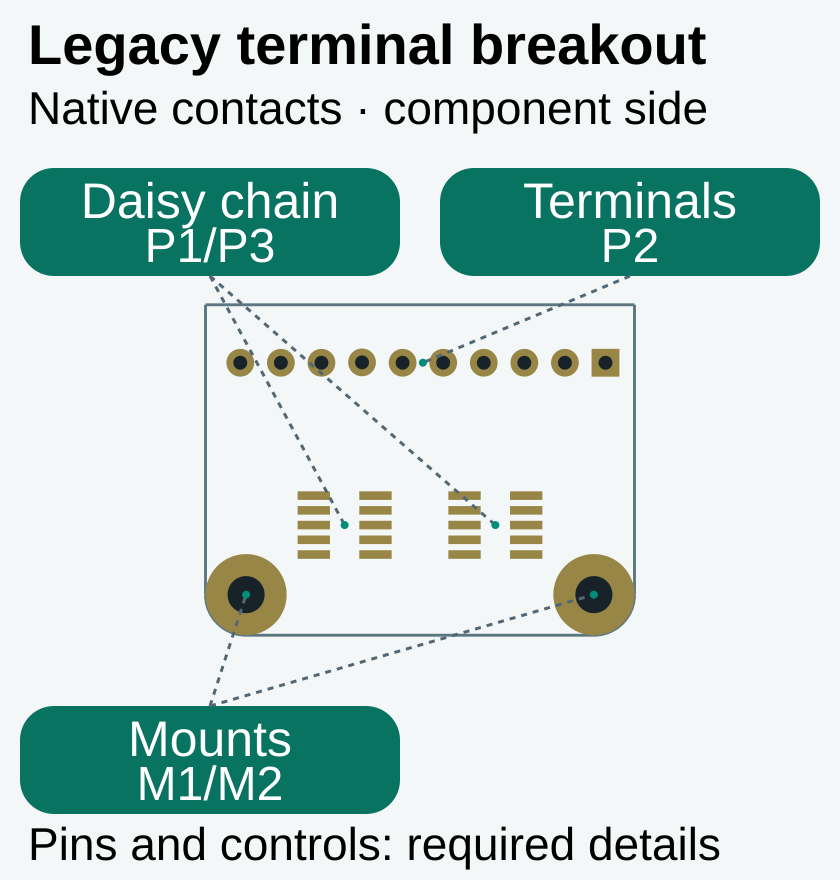 Legacy terminal breakout
Native contacts · component side
Daisy chain
P1/P3
Terminals
P2
Mounts
M1/M2
Pins and controls: required details